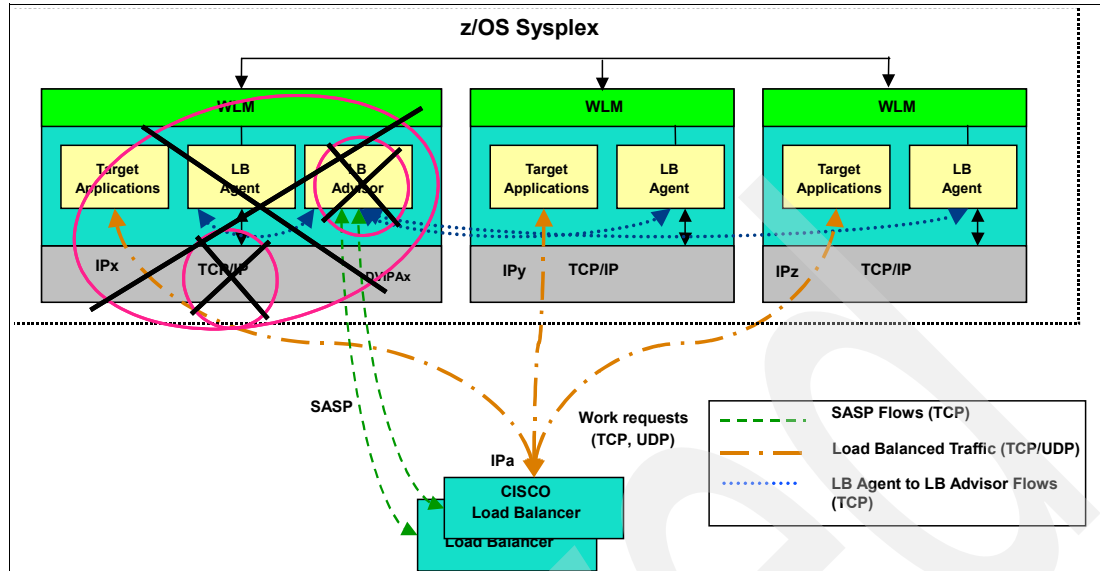 z/OS Sysplex
WLM
WLM
WLM
Target
Applications
LB
Agent
LB
Advisor
Target
Applications
LB
Agent
Target
Applications
LB
Agent
IPx
TCP/IP
DVIPAx
IPy
TCP/IP
IPz
TCP/IP
SASP
Work requests
(TCP, UDP)
IPa
CISCO
Load Balancer
Load Balancer
SASP Flows (TCP)
Load Balanced Traffic (TCP/UDP)
LB Agent to LB Advisor Flows
(TCP)